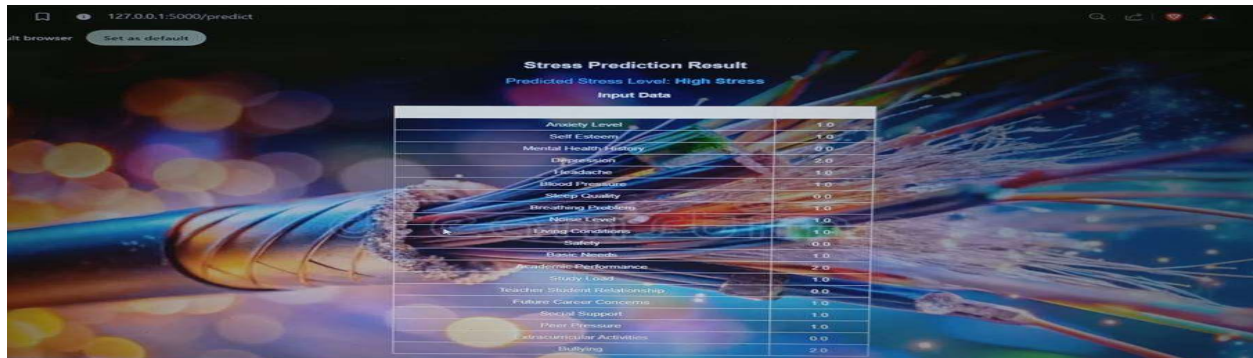 127.0.0.1:5000/predict
ult browser Set as default
Stress Prediction Result
Predicted Stress Level: High Stress
Input Data
Anxiety Level 1.0
Self Esteem 1.0
Mental Health History 0.0
Depression 2.0
Headache 1.0
Blood Pressure 1.0
Sleep Quality 0.0
Breathing Problem 1.0
Noise Level 1.0
Living Conditions 1.0
Safety 0.0
Basic Needs 1.0
Academic Performance 2.0
Study Load 1.0
Teacher Student Relationship 0.0
Future Career Concerns 1.0
Social Support 1.0
Peer Pressure 1.0
Extracurricular Activities 0.0
Bullying 2.0